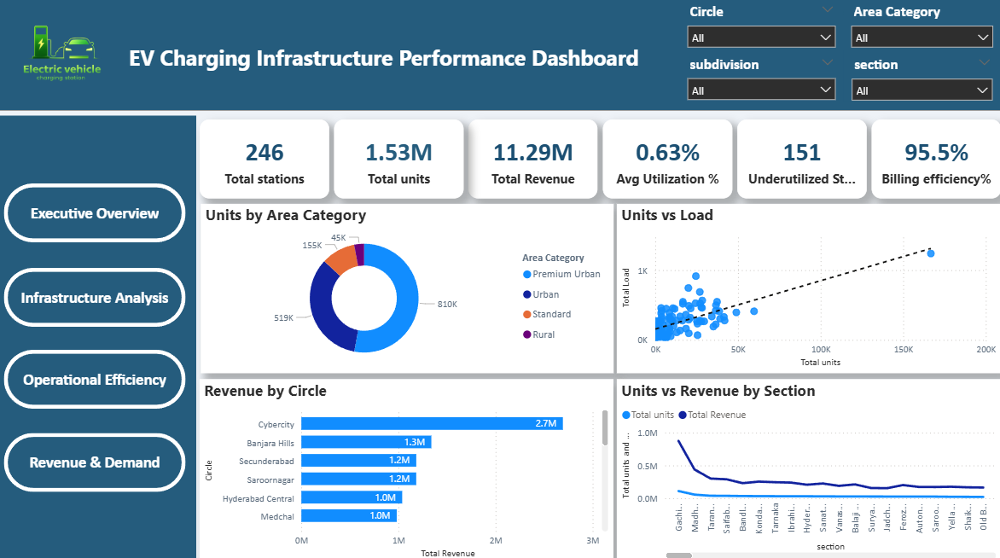 Electric vehicle
charging station
EV Charging Infrastructure Performance Dashboard
Circle
All
Area Category
All
subdivision
All
section
All
Executive Overview
Infrastructure Analysis
Operational Efficiency
Revenue & Demand
246
Total stations
1.53M
Total units
11.29M
Total Revenue
0.63%
Avg Utilization %
151
Underutilized St...
95.5%
Billing efficiency%
Units by Area Category
45K
155K
519K
810K
Area Category
Premium Urban
Urban
Standard
Rural
Units vs Load
Total Load
1K
0K
0K
50K
100K
150K
200K
Total units
Revenue by Circle
Circle
Cybercity
2.7M
Banjara Hills
1.3M
Secunderabad
1.2M
Saroornagar
1.2M
Hyderabad Central
1.0M
Medchal
1.0M
0M
1M
2M
3M
Total Revenue
Units vs Revenue by Section
Total units
Total Revenue
Total units and ...
1.0M
0.5M
0.0M
Gachi...
Madh...
Taran...
Saifab...
Bandl...
Konda...
Tarnaka
Ibrahi...
Hyder...
Sanat...
Vanas...
Balaji ...
Surya...
Jadch...
Feroz...
Auton...
Saroo...
Yella...
Shaik...
Old B...
section